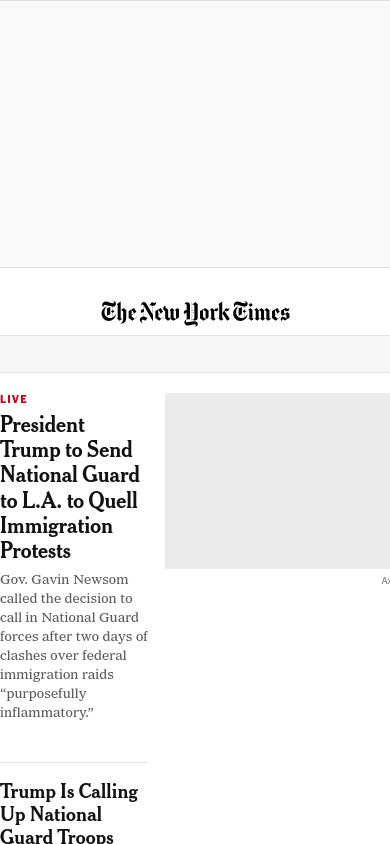 The New York Times
LIVE
President
Trump to Send
National Guard
to L.A. to Quell
Immigration
Protests
Gov. Gavin Newsom
called the decision to
call in National Guard
forces after two days of
clashes over federal
immigration raids
“purposefully
inflammatory.”
Trump Is Calling
Up National
Guard Troops